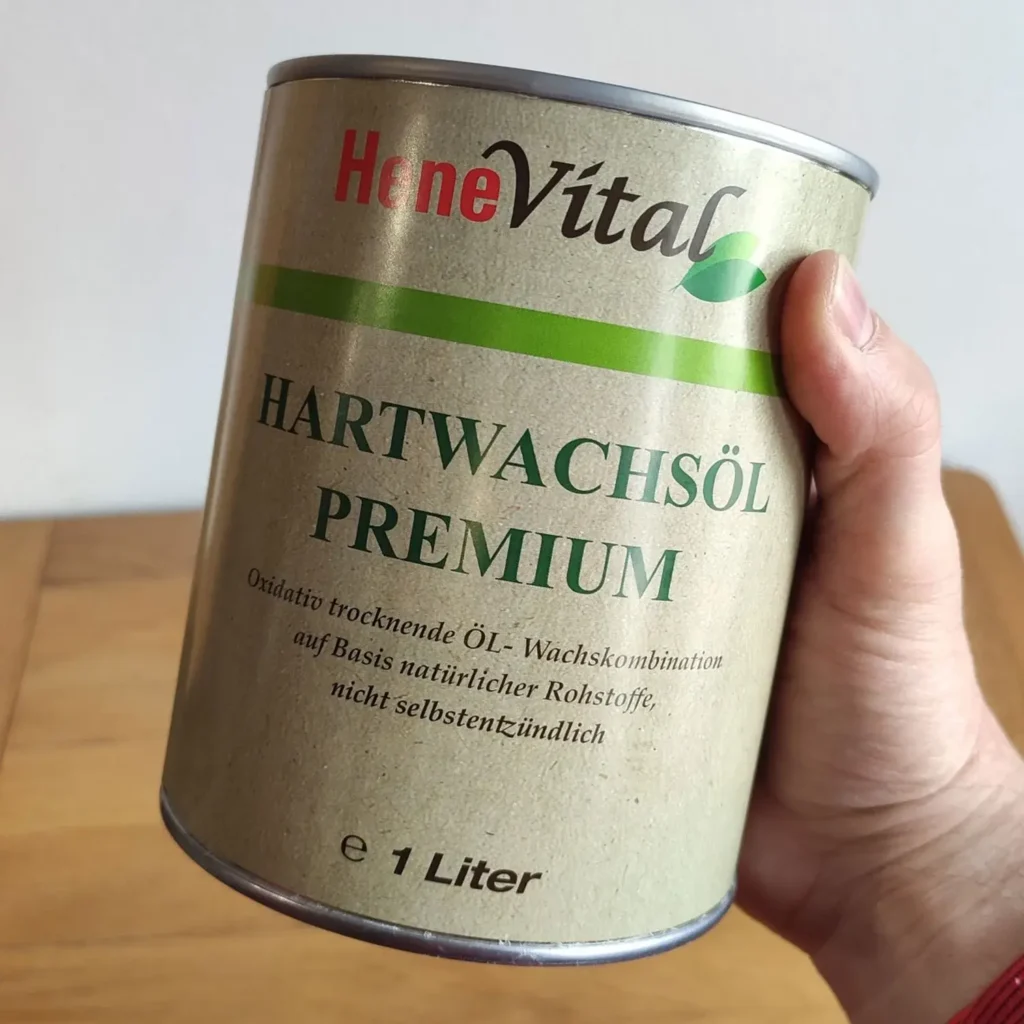 HeneVital
HARTWACHSÖL
PREMIUM
Oxidativ trocknende ÖL- Wachskombination
auf Basis natürlicher Rohstoffe,
nicht selbstentzündlich
℮ 1 Liter